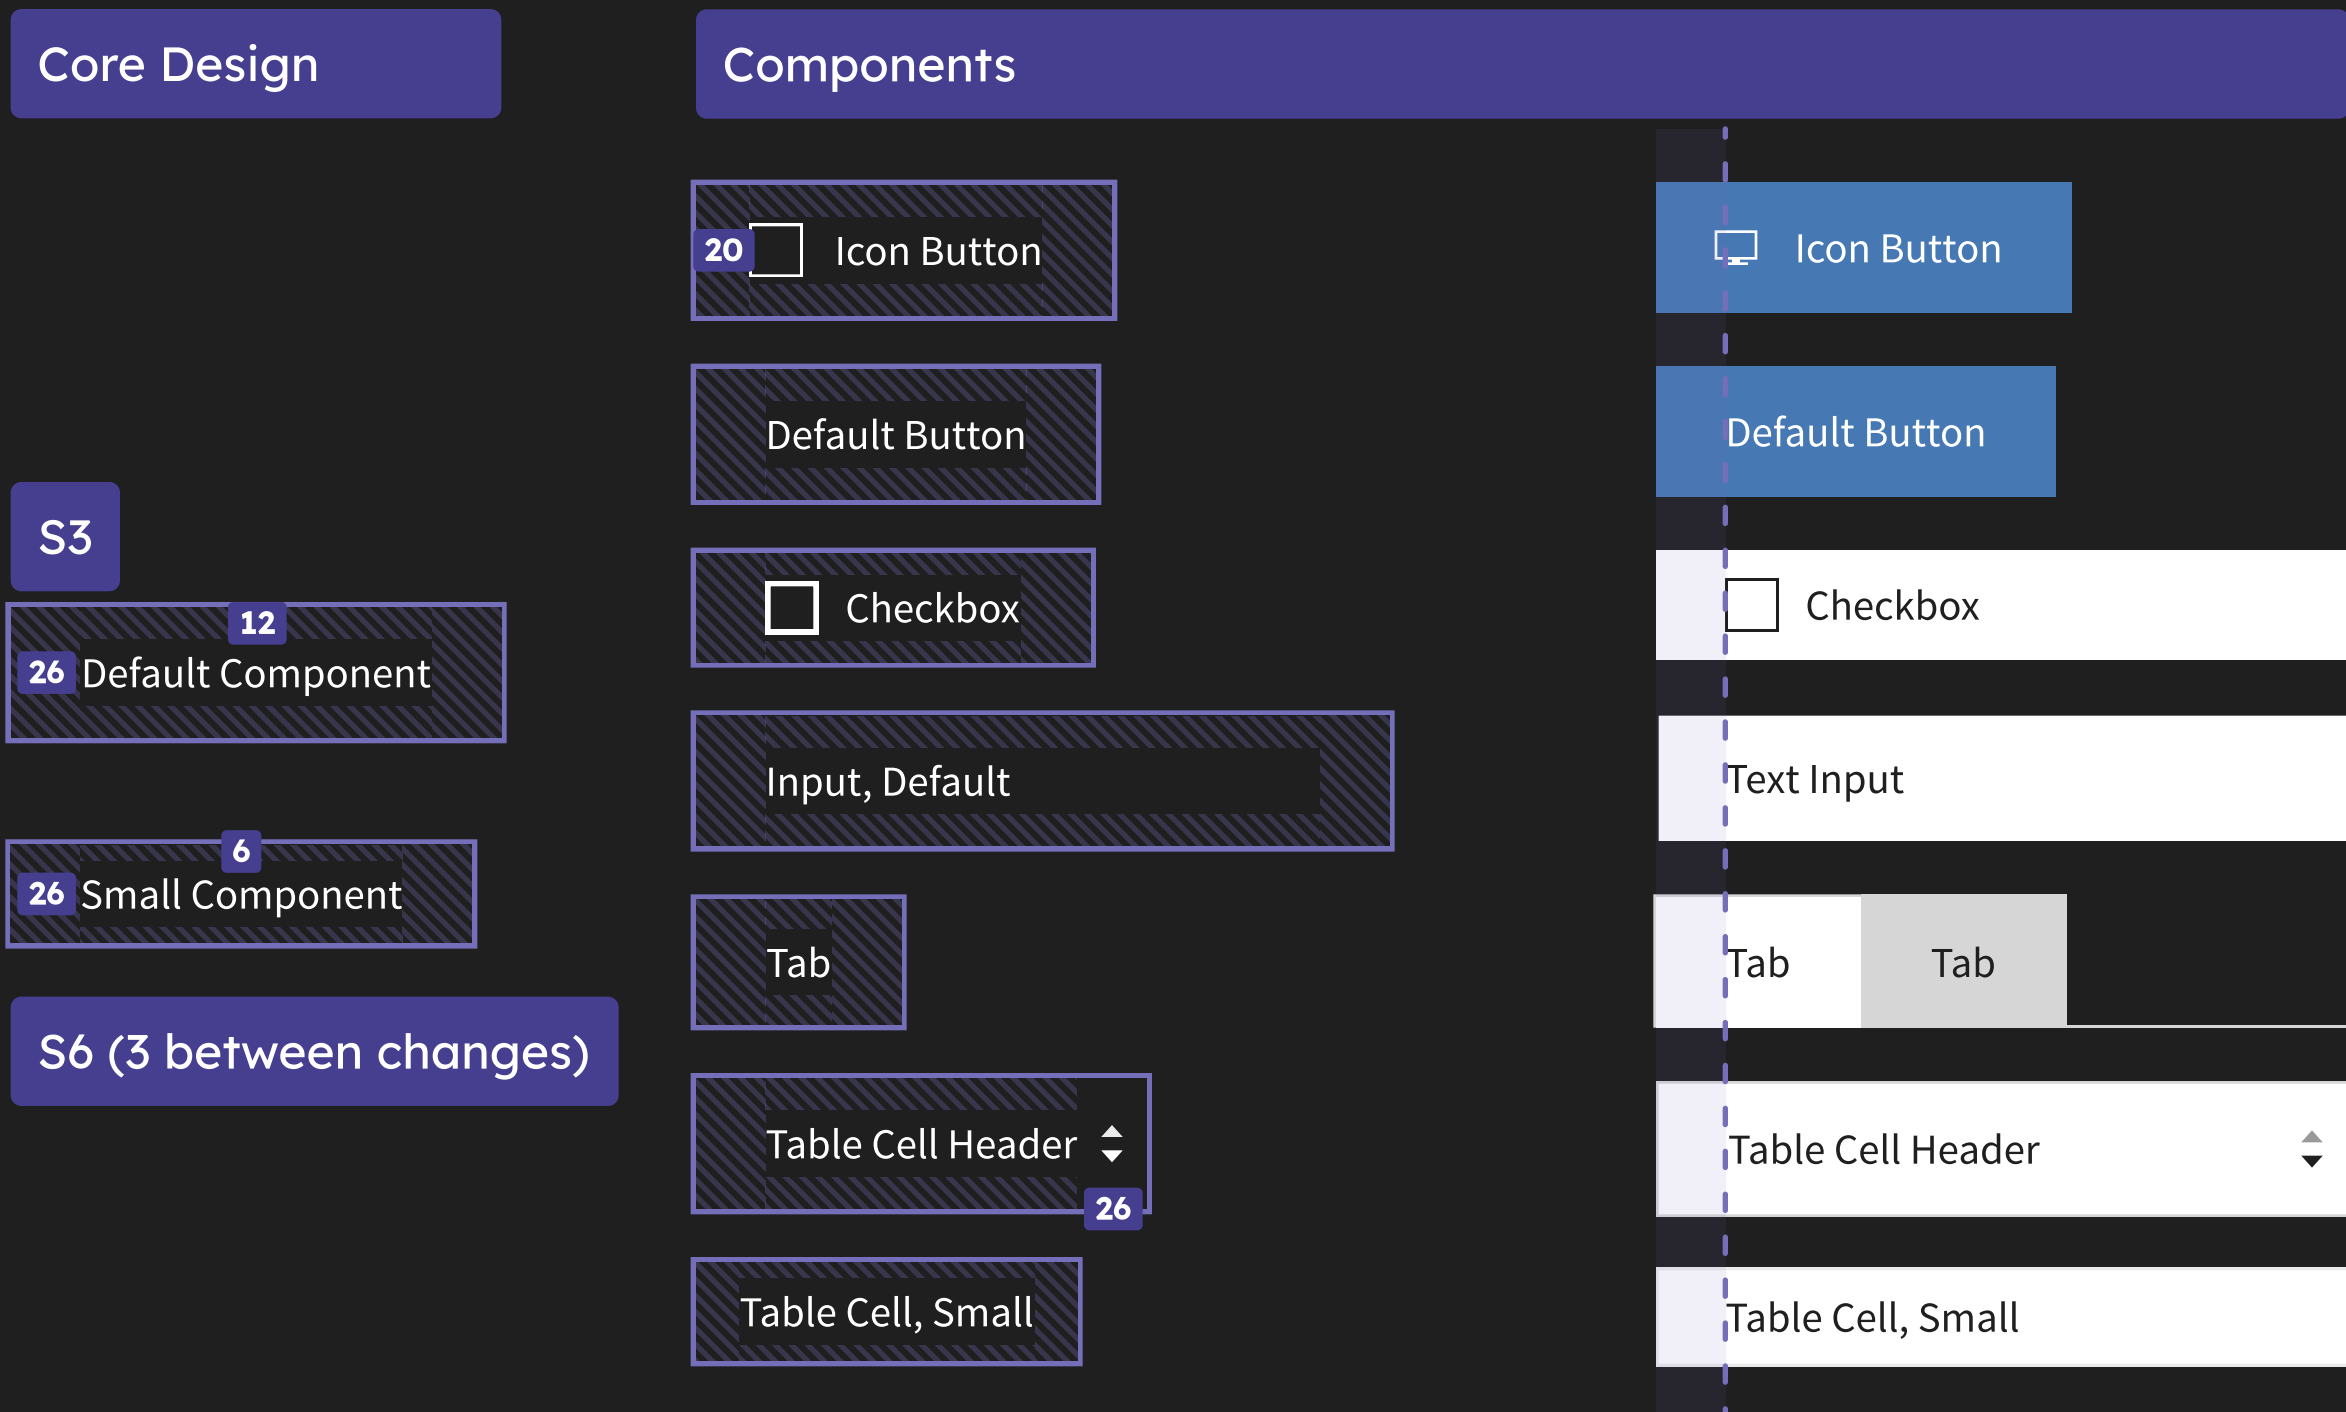 Core Design
Components
20
Icon Button
Icon Button
Default Button
Default Button
S3
12
26
Default Component
Checkbox
Checkbox
Input, Default
Text Input
6
26
Small Component
Tab
Tab
Tab
S6 (3 between changes)
Table Cell Header
26
Table Cell Header
Table Cell, Small
Table Cell, Small